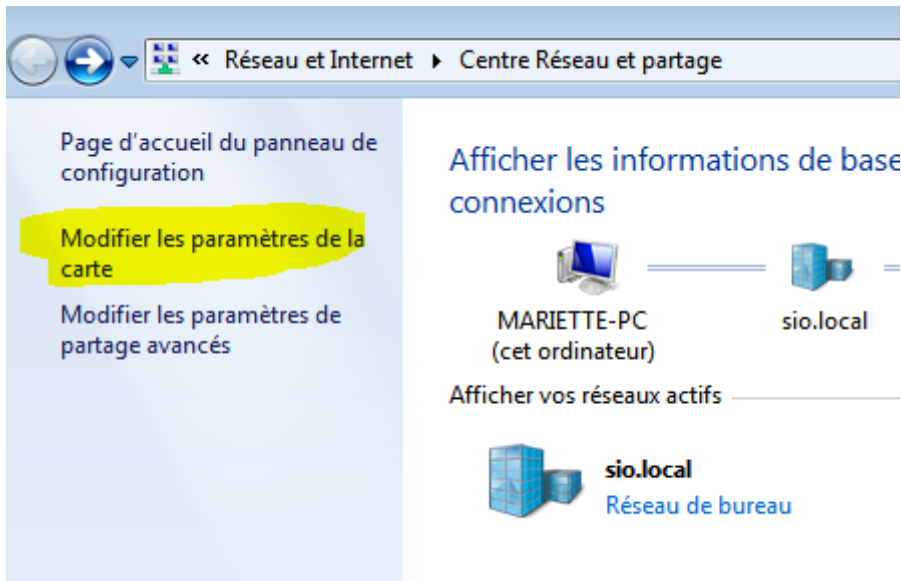 « Réseau et Internet ▸ Centre Réseau et partage
Page d'accueil du panneau de
configuration
Modifier les paramètres de la
carte
Modifier les paramètres de
partage avancés
Afficher les informations de base
connexions
MARIETTE-PC
(cet ordinateur)
sio.local
Afficher vos réseaux actifs
sio.local
Réseau de bureau